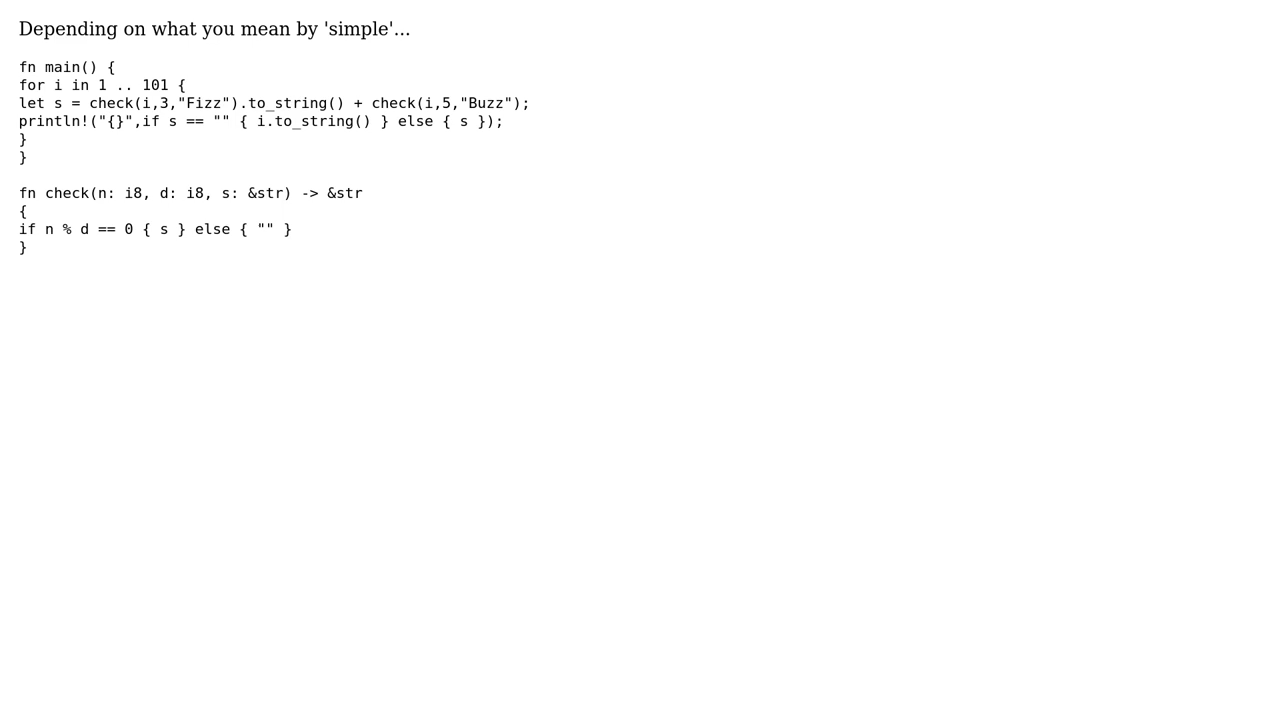 Depending on what you mean by 'simple'...
fn main() {
for i in 1 .. 101 {
let s = check(i,3,"Fizz").to_string() + check(i,5,"Buzz");
println!("{}",if s == "" { i.to_string() } else { s });
}
}
fn check(n: i8, d: i8, s: &str) -> &str
{
if n % d == 0 { s } else { "" }
}